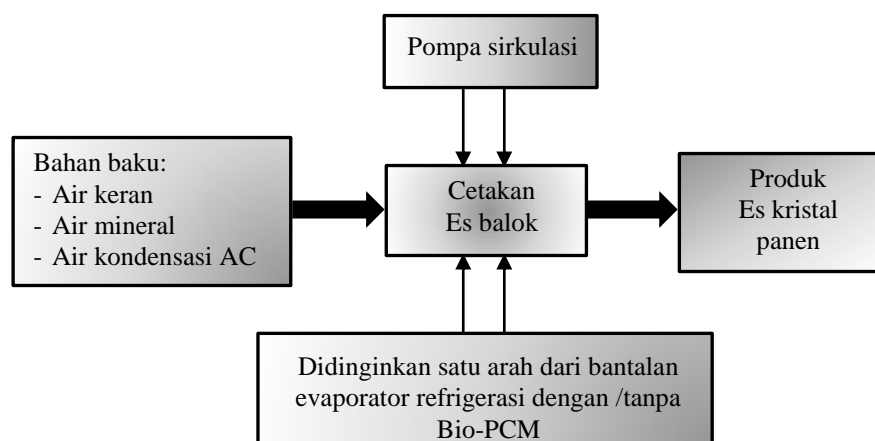 Pompa sirkulasi
Bahan baku:
- Air keran
- Air mineral
- Air kondensasi AC
Cetakan
Es balok
Produk
Es kristal
panen
Didinginkan satu arah dari bantalan
evaporator refrigerasi dengan /tanpa
Bio-PCM